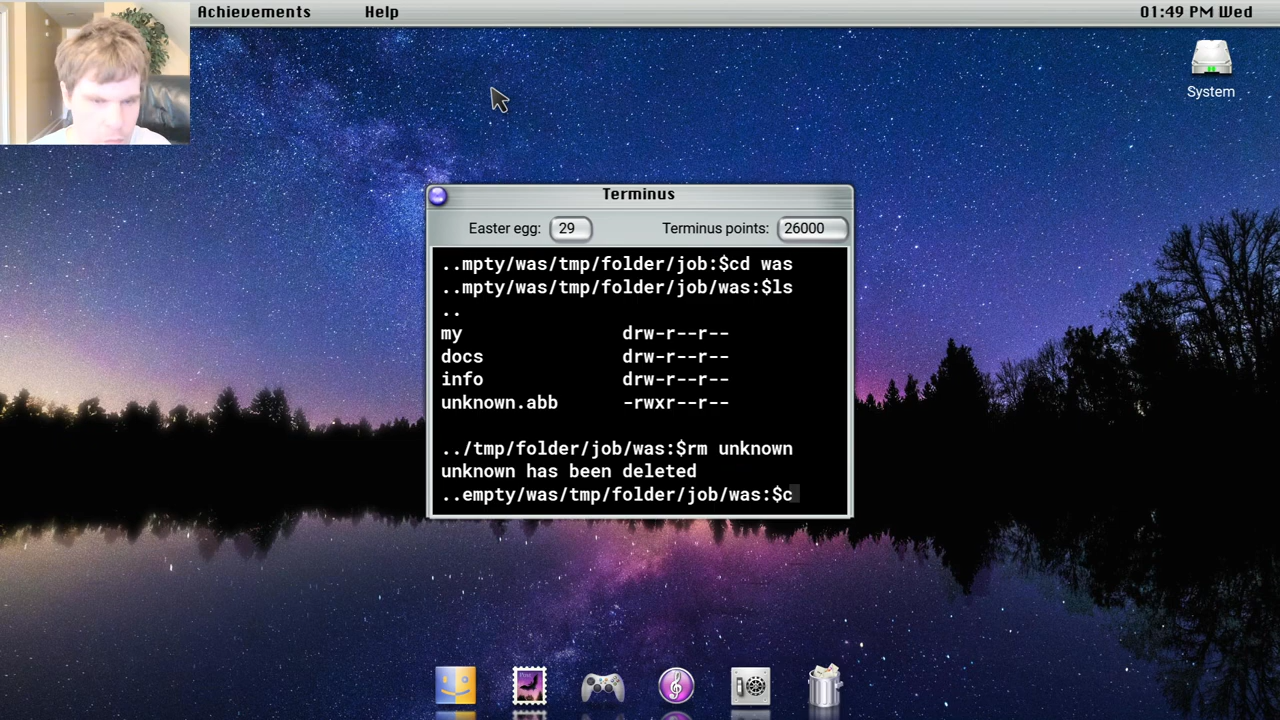 Achievements Help 01:49 PM Wed
System
Terminus
Easter egg: 29 Terminus points: 26000
..mpty/was/tmp/folder/job:$cd was
..mpty/was/tmp/folder/job/was:$ls
..
my drw-r--r--
docs drw-r--r--
info drw-r--r--
unknown.abb -rwxr--r--
../tmp/folder/job/was:$rm unknown
unknown has been deleted
..empty/was/tmp/folder/job/was:$c